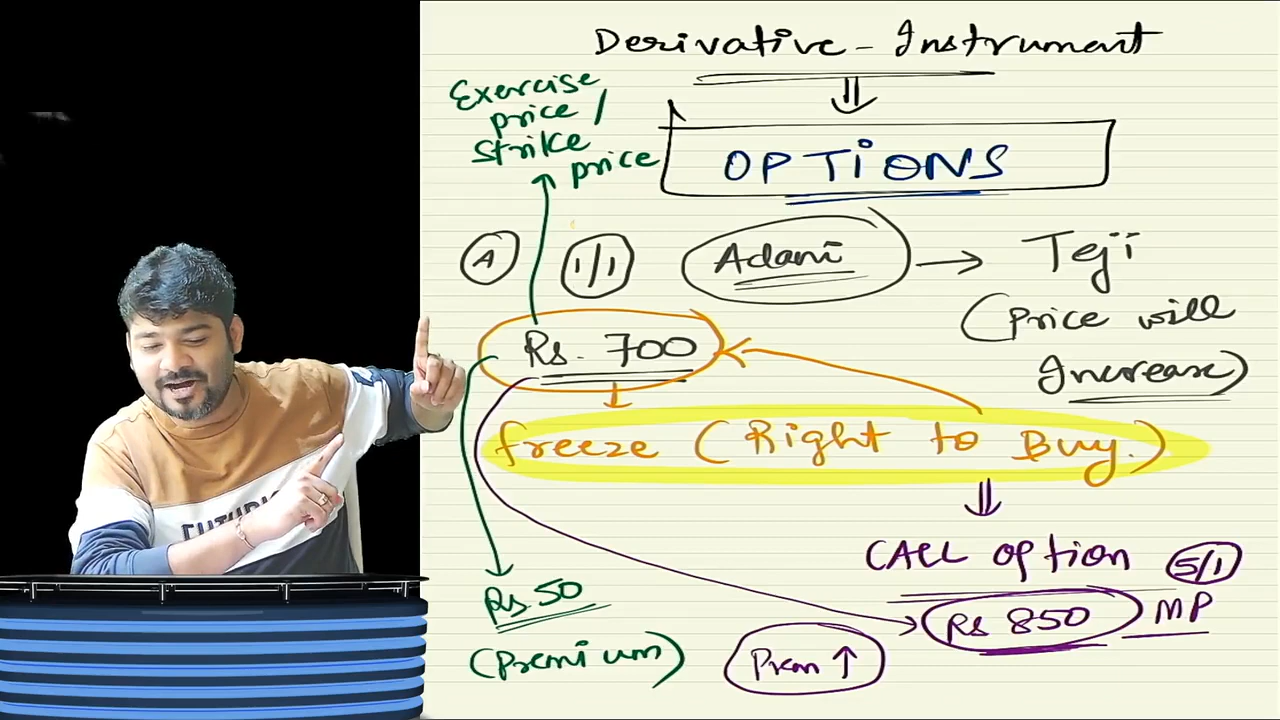 Derivative - Instrument
⇓
Exercise
price /
Strike
price
OPTIONS
A
1/1
Adani → Teji
(Price will
Increase)
Rs. 700
freeze (Right to Buy.)
⇓
CALL option
5/1
Rs 850 MP
Rs 50
(Premium)
Prem ↑
FUTURI